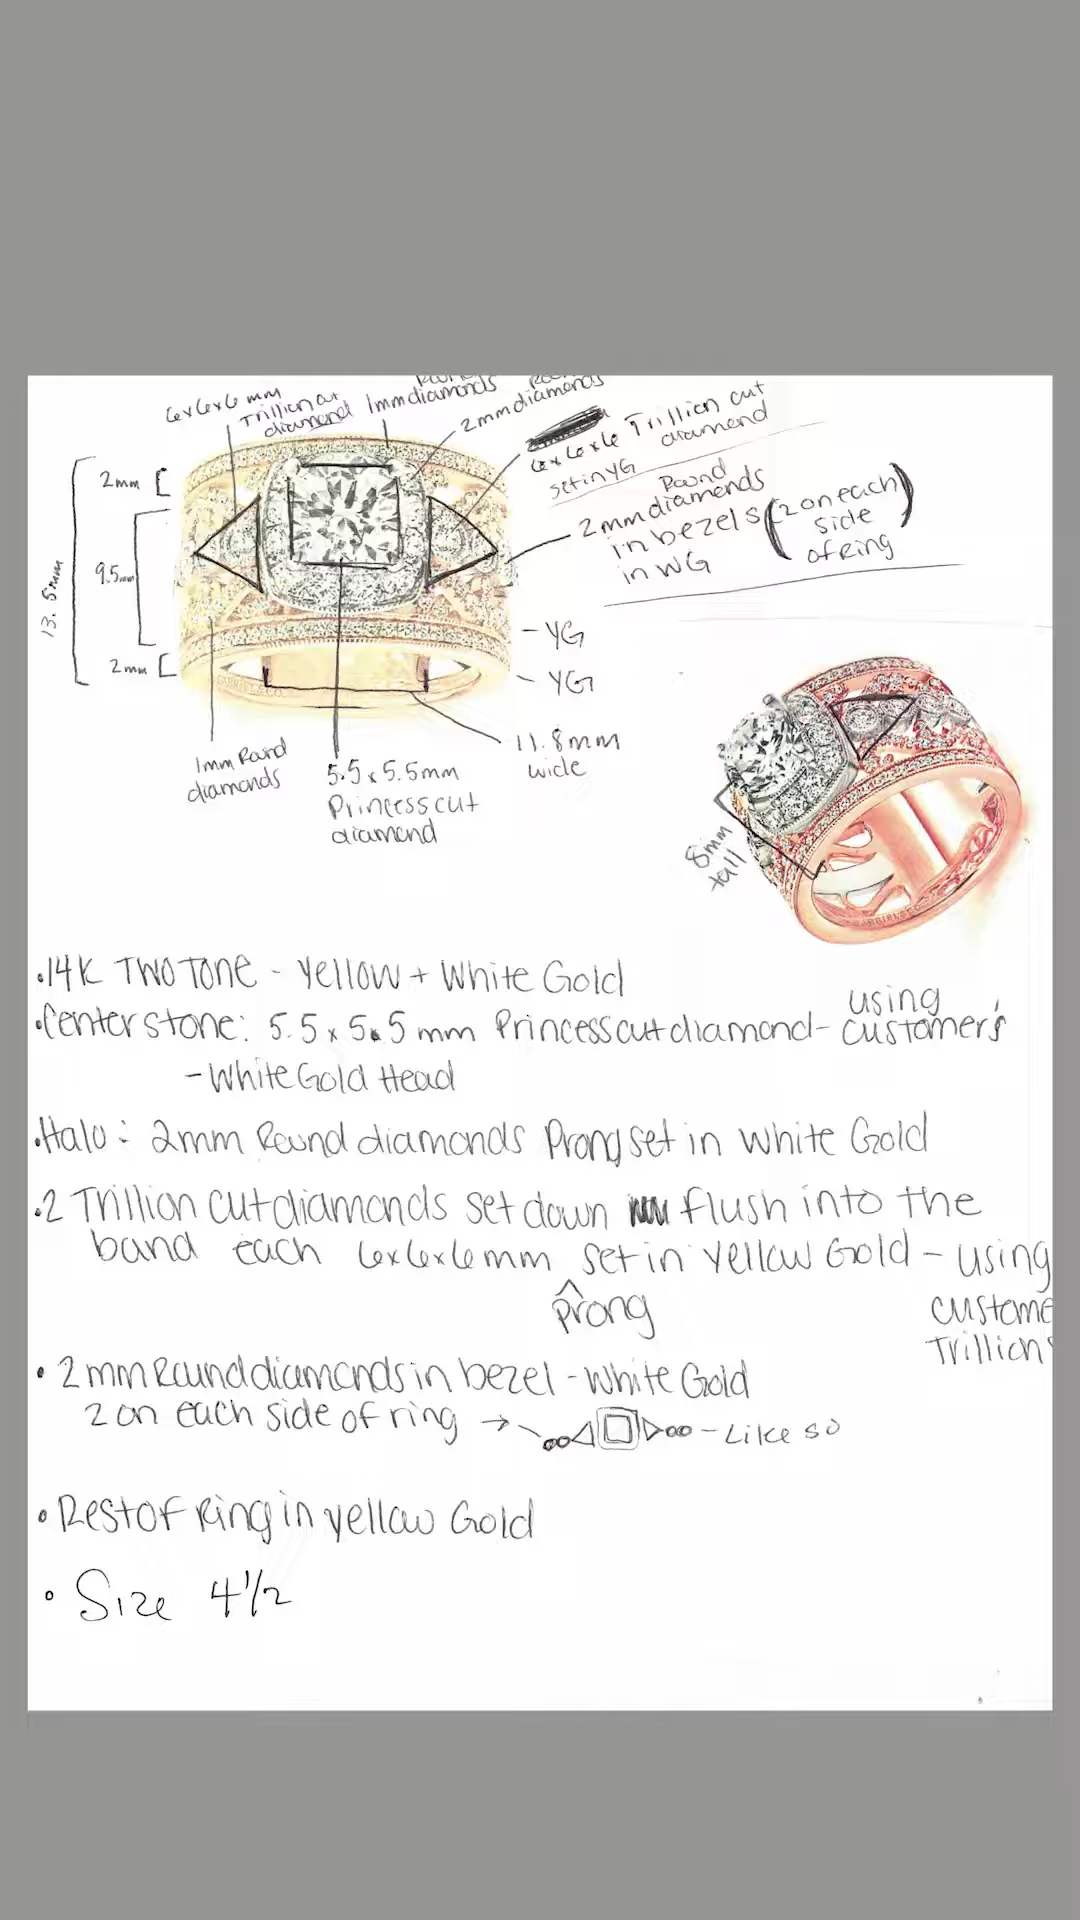 6x6x6 mm
Trillion cut
diamond
1mm diamonds
2mm diamonds
6x6x6 Trillion cut
diamond
set in YG
2mm Round
diamonds
in bezels (2 on each
side
of ring)
in WG
2mm
9.5mm
13.5mm
2mm
- YG
- YG
11.8mm
wide
1mm Round
diamonds
5.5 x 5.5mm
Princess cut
diamond
8mm
tall
• 14K TWO TONE - Yellow + White Gold
• Center stone: 5.5 x 5.5 mm Princess cut diamond - using customer's
- White Gold Head
• Halo: 2mm Round diamonds Prong set in White Gold
• 2 Trillion cut diamonds set down flush into the
band each 6x6x6mm set in Yellow Gold - using
^
Prong
custome
Trillion
• 2mm Round diamonds in bezel - White Gold
2 on each side of ring → - Like so
• Rest of Ring in Yellow Gold
• Size 4 1/2